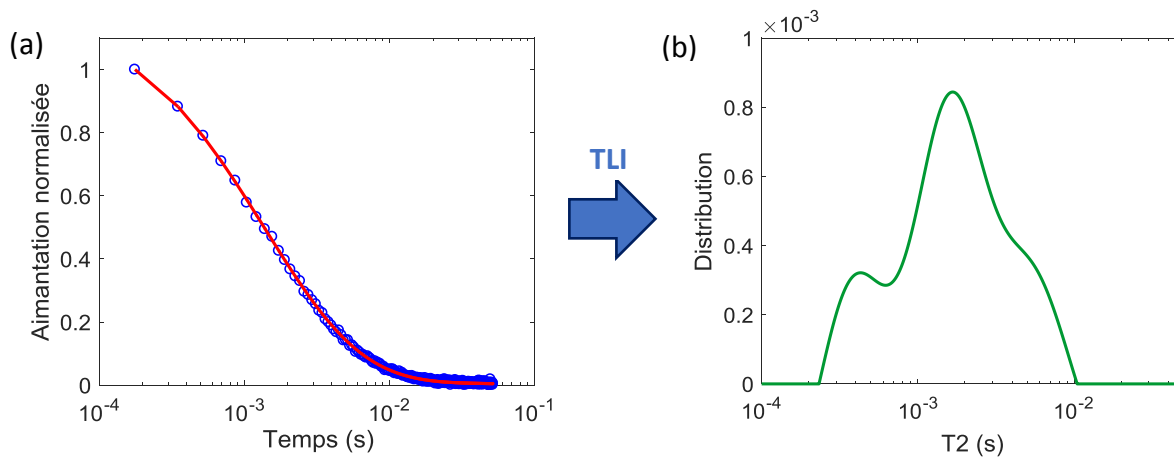 (a)
Aimantation normalisée
1
0.8
0.6
0.4
0.2
0
10^-4
10^-3
10^-2
10^-1
Temps (s)
TLI
(b)
×10^-3
Distribution
1
0.8
0.6
0.4
0.2
0
10^-4
10^-3
10^-2
T2 (s)